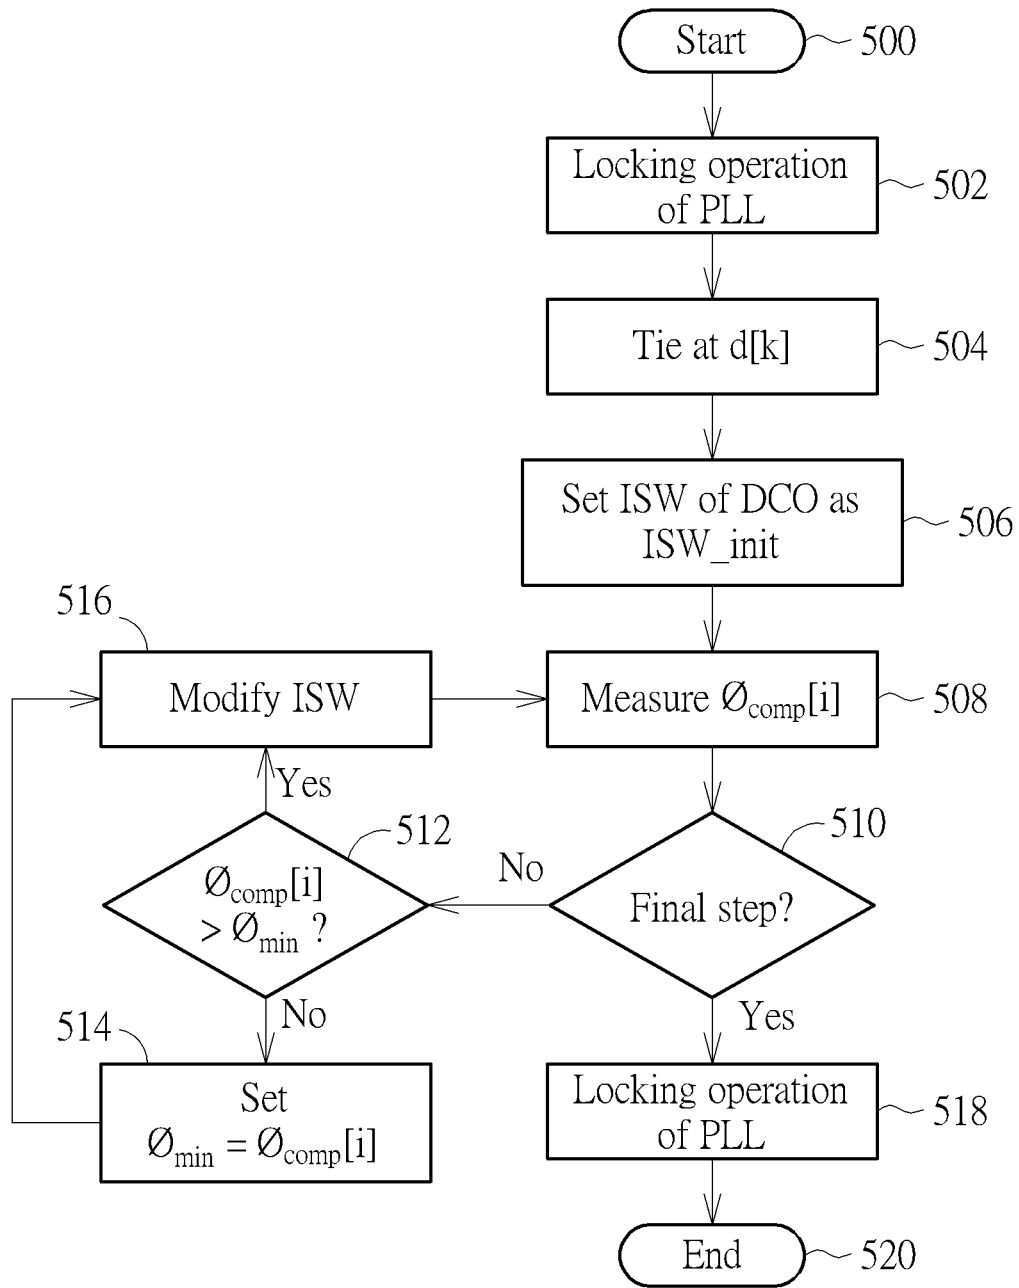 Start
500
Locking operation
of PLL
502
Tie at d[k]
504
Set ISW of DCO as
ISW_init
506
516
Modify ISW
Measure Øcomp[i]
508
Yes
512
510
Øcomp[i]
> Ømin ?
No
Final step?
No
Yes
514
Set
Ømin = Øcomp[i]
Locking operation
of PLL
518
End
520